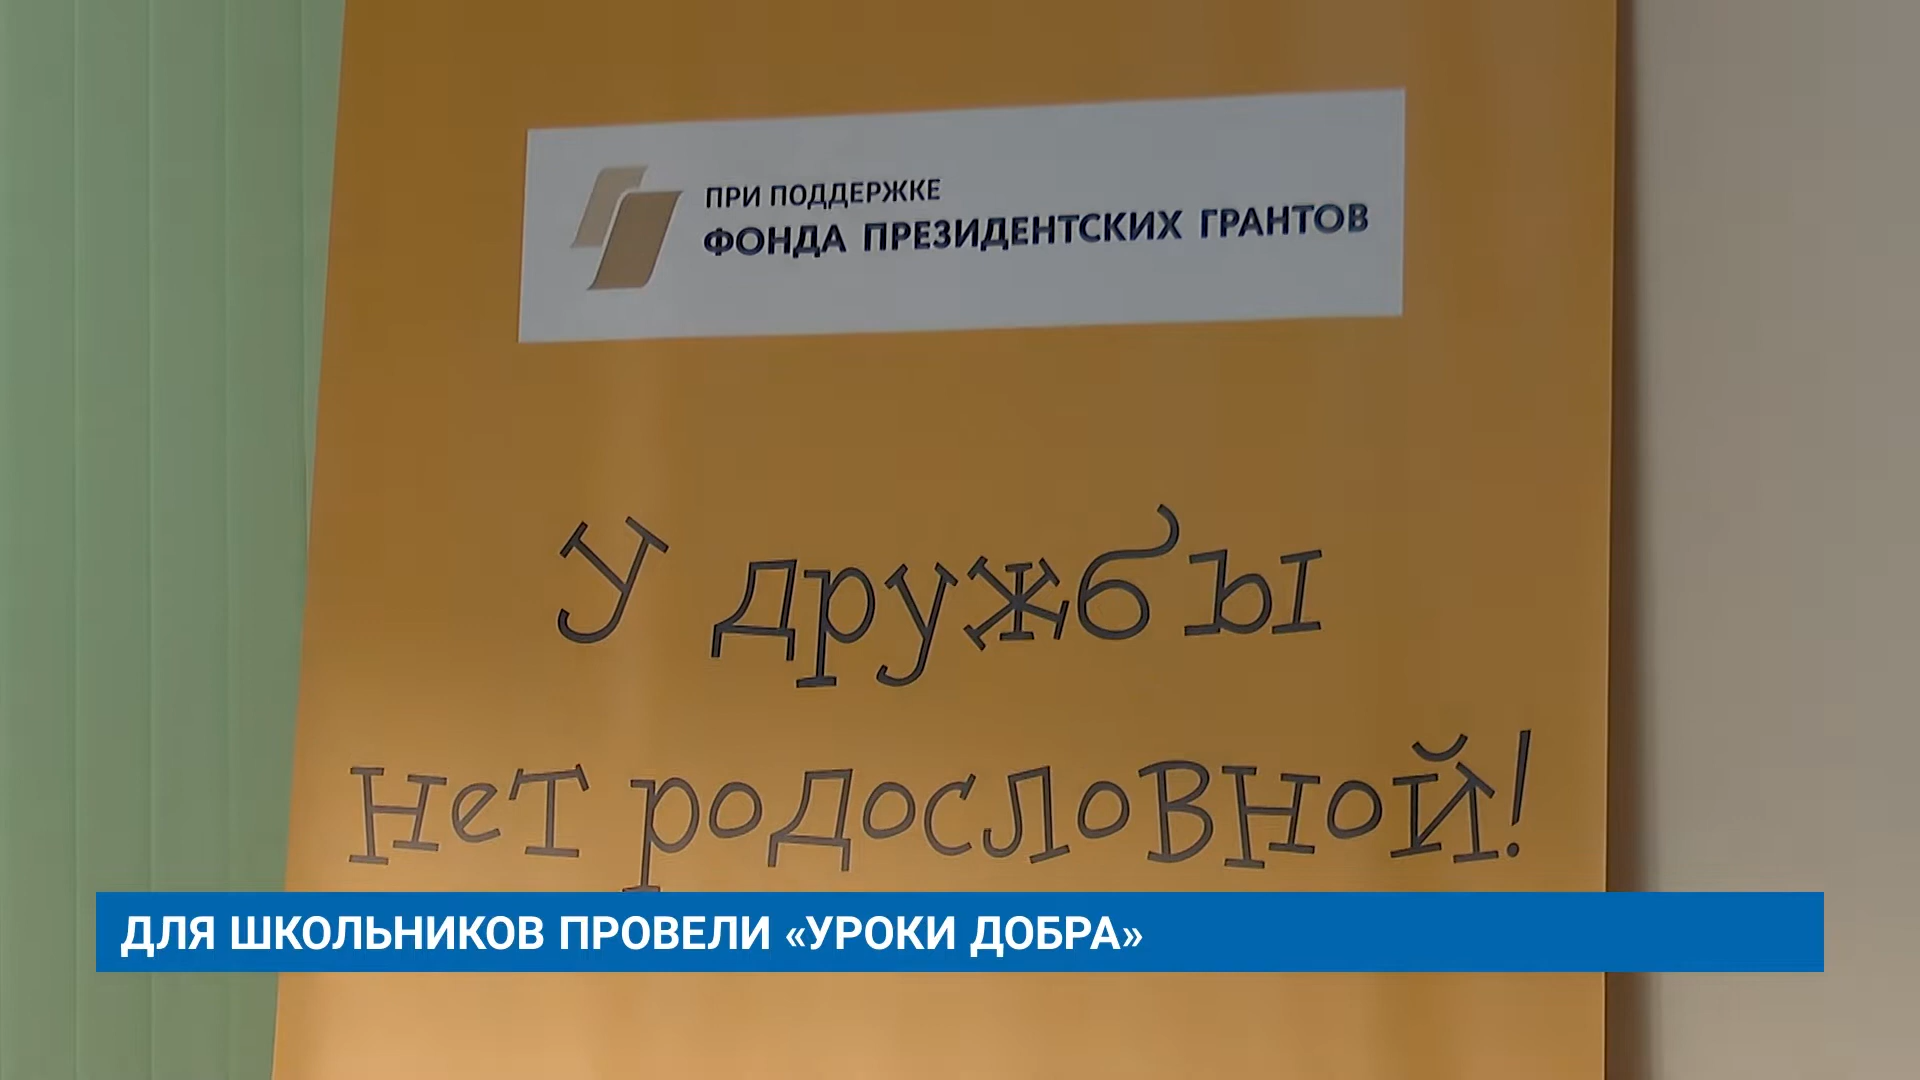 ПРИ ПОДДЕРЖКЕ
ФОНДА ПРЕЗИДЕНТСКИХ ГРАНТОВ
У дружбы
нет родословной!
ДЛЯ ШКОЛЬНИКОВ ПРОВЕЛИ «УРОКИ ДОБРА»